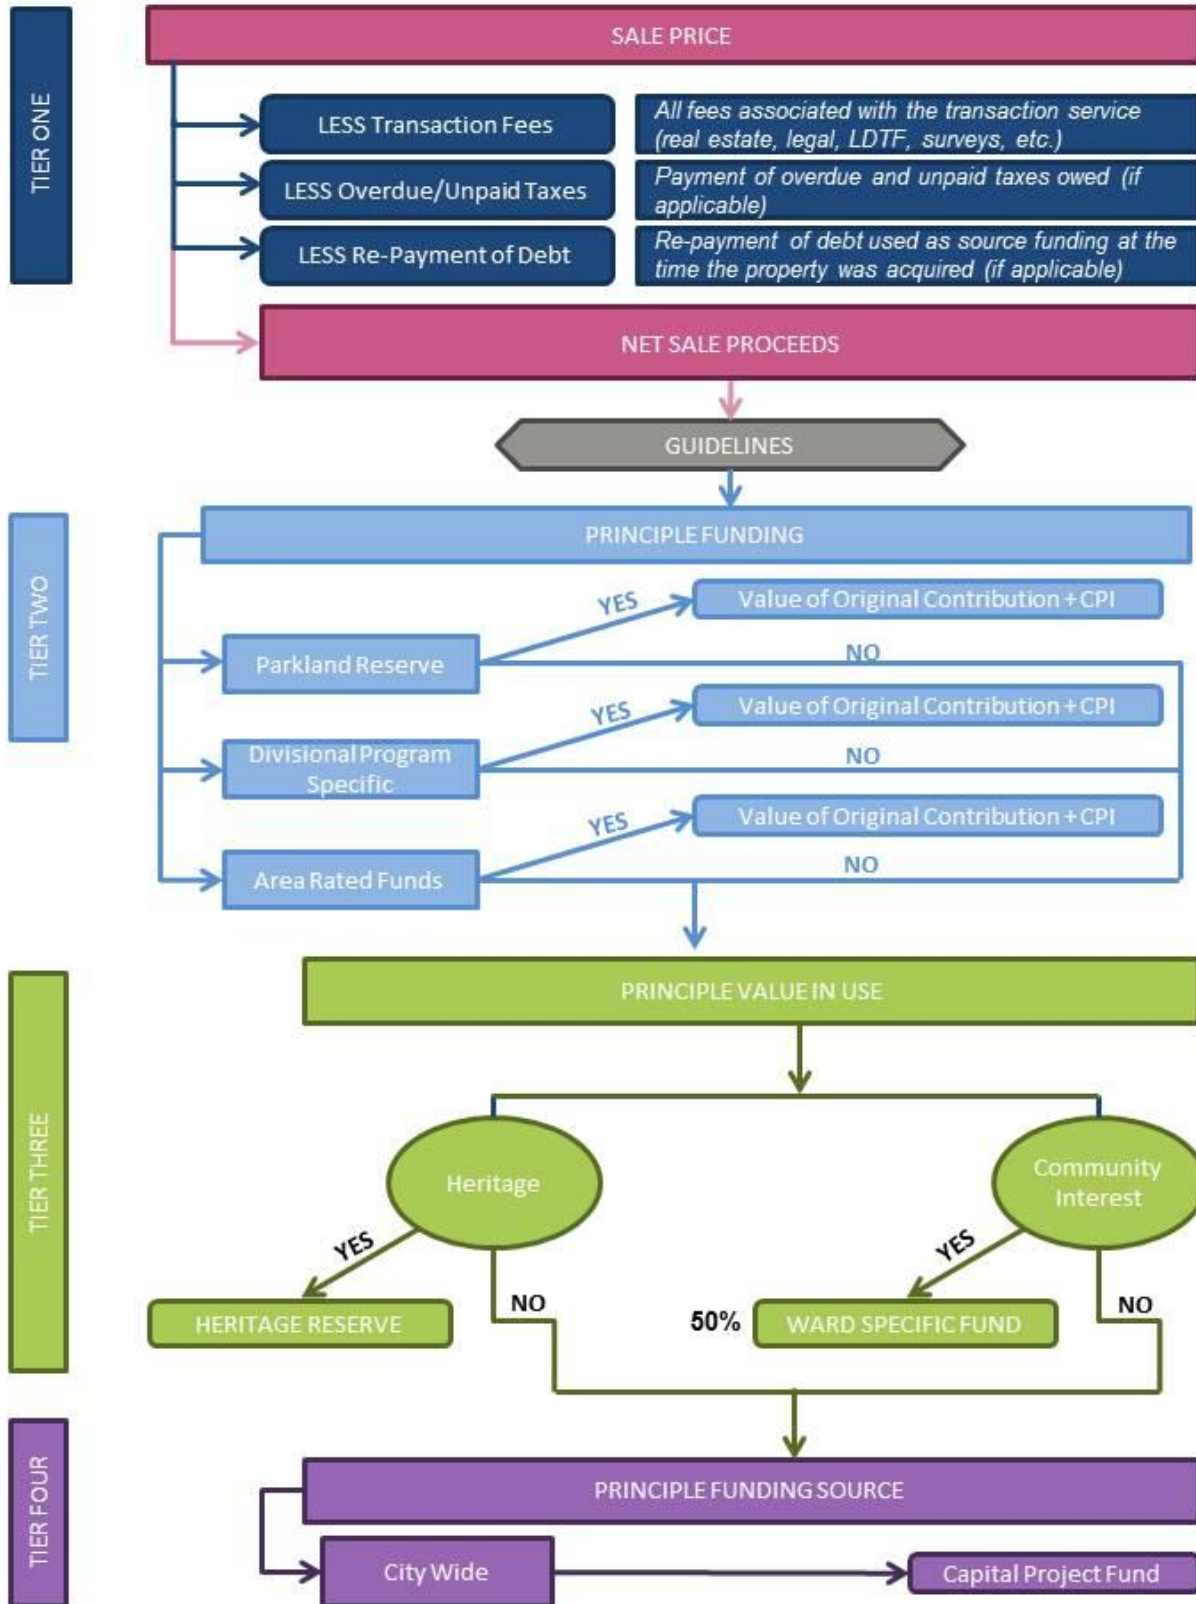 TIER ONE
SALE PRICE
LESS Transaction Fees
All fees associated with the transaction service
(real estate, legal, LDTF, surveys, etc.)
LESS Overdue/Unpaid Taxes
Payment of overdue and unpaid taxes owed (if
applicable)
LESS Re-Payment of Debt
Re-payment of debt used as source funding at the
time the property was acquired (if applicable)
NET SALE PROCEEDS
GUIDELINES
TIER TWO
PRINCIPLE FUNDING
YES
Value of Original Contribution + CPI
Parkland Reserve
NO
YES
Value of Original Contribution + CPI
Divisional Program
Specific
NO
YES
Value of Original Contribution + CPI
Area Rated Funds
NO
TIER THREE
PRINCIPLE VALUE IN USE
Heritage
Community
Interest
YES
YES
NO
NO
HERITAGE RESERVE
50%
WARD SPECIFIC FUND
TIER FOUR
PRINCIPLE FUNDING SOURCE
City Wide
Capital Project Fund